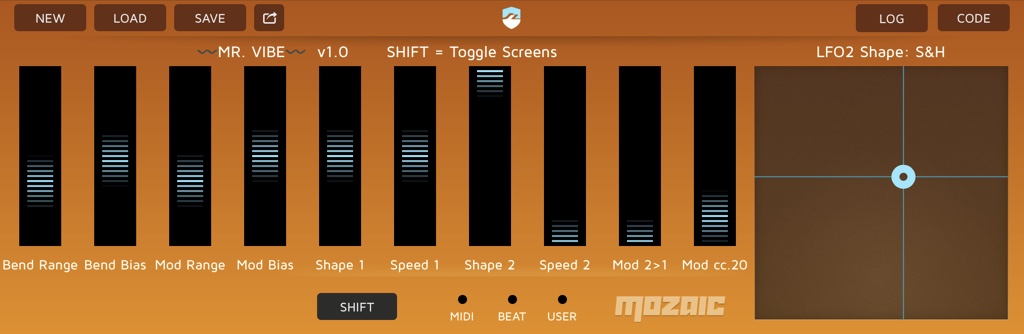 NEW LOAD SAVE LOG CODE
MR. VIBE v1.0 SHIFT = Toggle Screens LFO2 Shape: S&H
Bend Range Bend Bias Mod Range Mod Bias Shape 1 Speed 1 Shape 2 Speed 2 Mod 2>1 Mod cc.20
SHIFT MIDI BEAT USER MOZAIC